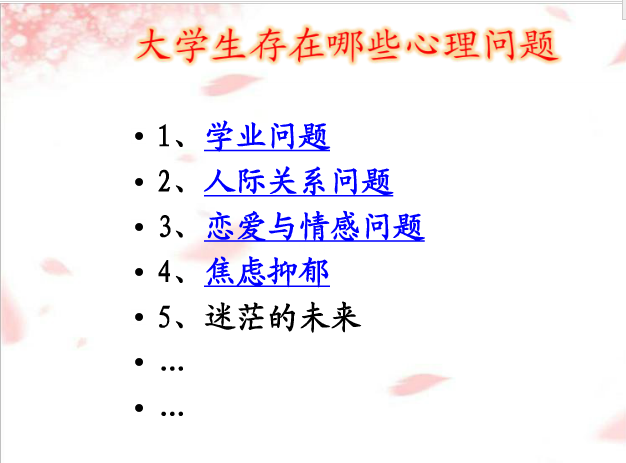 大学生存在哪些心理问题
• 1、学业问题
• 2、人际关系问题
• 3、恋爱与情感问题
• 4、焦虑抑郁
• 5、迷茫的未来
• …
• …